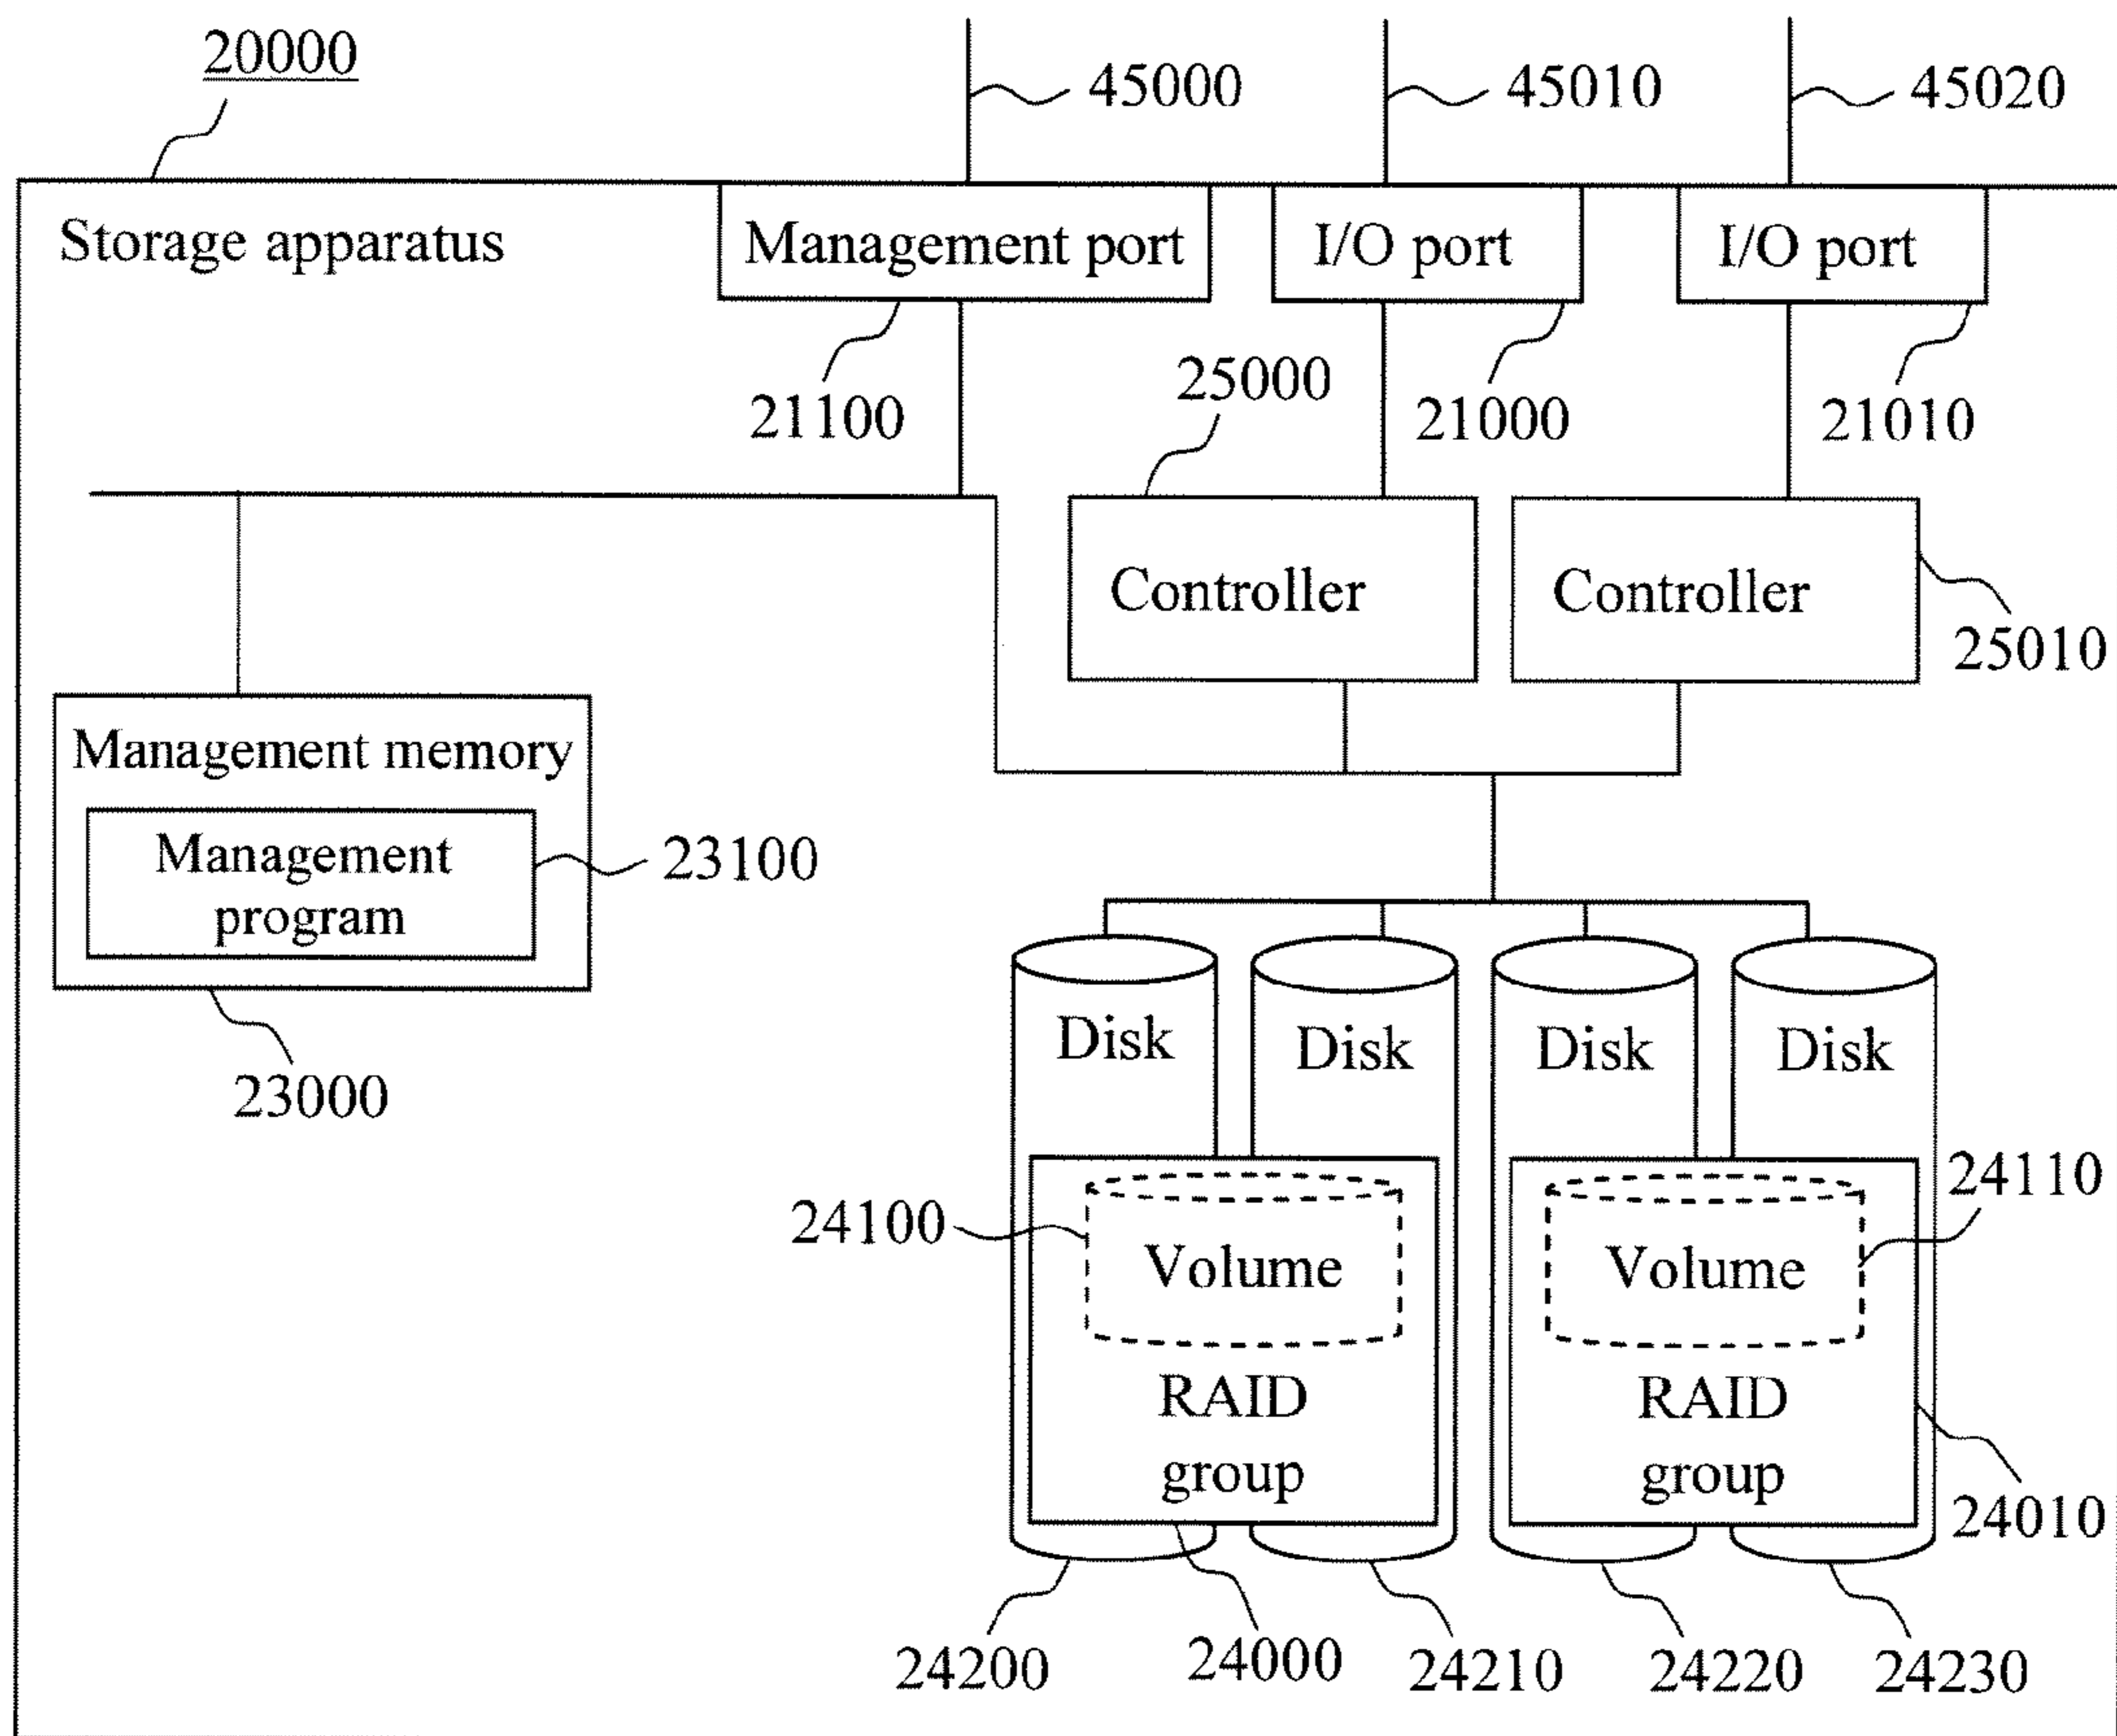 20000
45000
45010
45020
Storage apparatus
Management port
I/O port
I/O port
21100
25000
21000
21010
Controller
Controller
25010
Management memory
Management
program
23100
23000
Disk
Disk
Disk
Disk
24100
Volume
Volume
24110
RAID
group
RAID
group
24010
24200
24000
24210
24220
24230